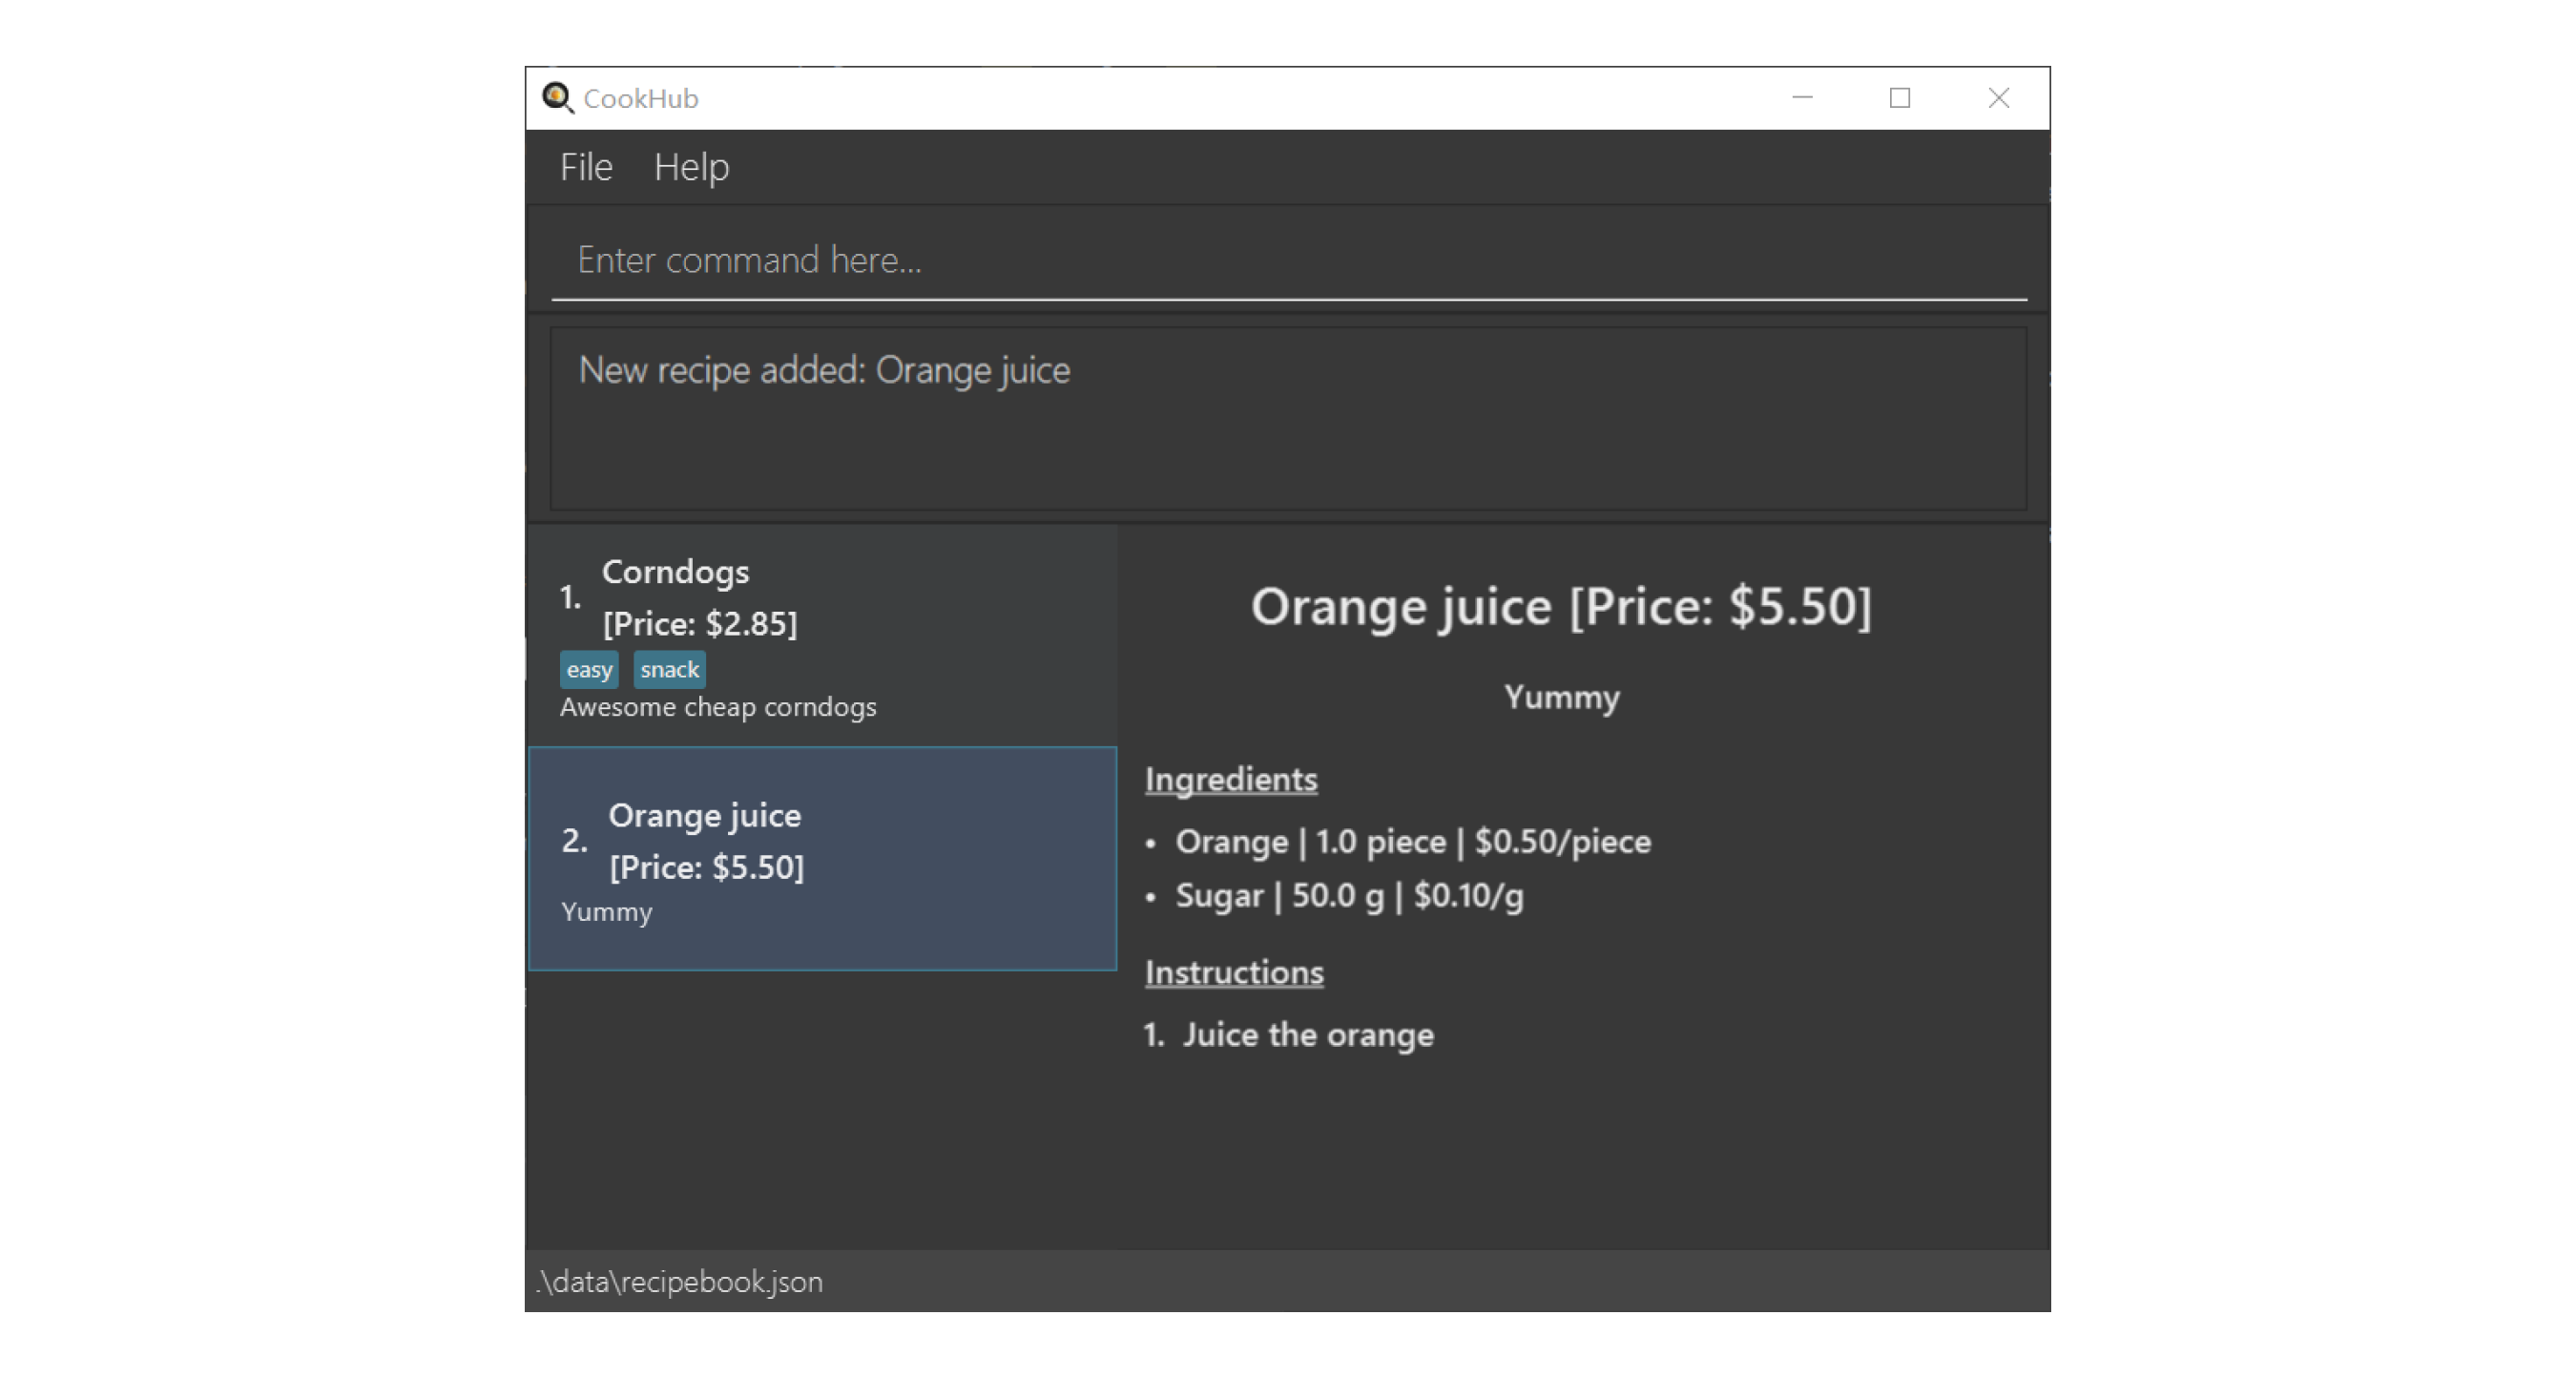 CookHub
File Help
Enter command here...
New recipe added: Orange juice
1. Corndogs
[Price: $2.85]
easy snack
Awesome cheap corndogs
2. Orange juice
[Price: $5.50]
Yummy
Orange juice [Price: $5.50]
Yummy
Ingredients
• Orange | 1.0 piece | $0.50/piece
• Sugar | 50.0 g | $0.10/g
Instructions
1. Juice the orange
.\data\recipebook.json